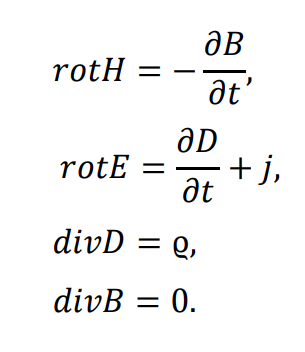 rotH = −∂B/∂t,
rotE = ∂D/∂t + j,
divD = ϱ,
divB = 0.